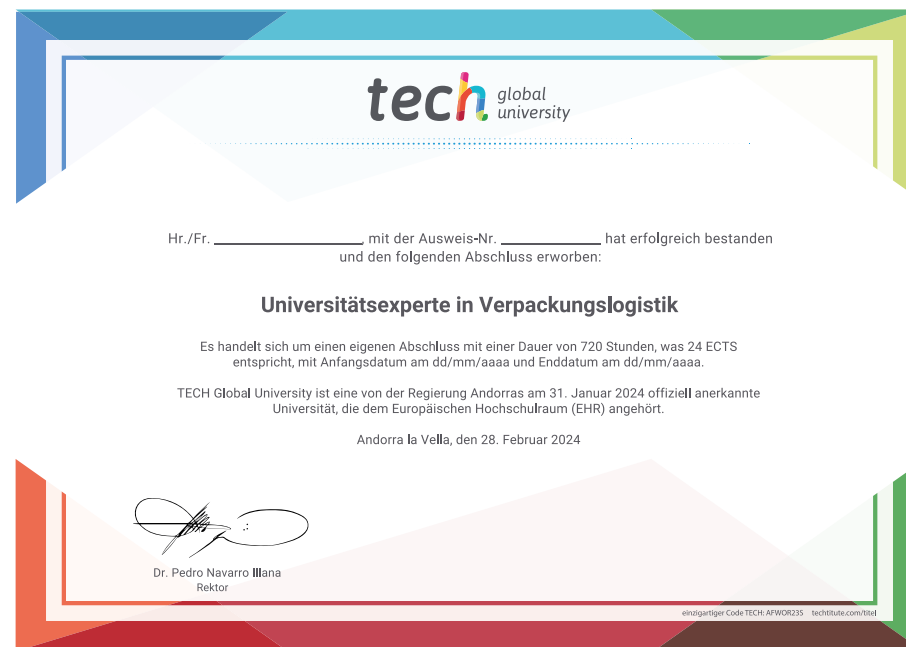 tech global university
Hr./Fr. ____________________, mit der Ausweis-Nr. ______________ hat erfolgreich bestanden
und den folgenden Abschluss erworben:
Universitätsexperte in Verpackungslogistik
Es handelt sich um einen eigenen Abschluss mit einer Dauer von 720 Stunden, was 24 ECTS
entspricht, mit Anfangsdatum am dd/mm/aaaa und Enddatum am dd/mm/aaaa.
TECH Global University ist eine von der Regierung Andorras am 31. Januar 2024 offiziell anerkannte
Universität, die dem Europäischen Hochschulraum (EHR) angehört.
Andorra la Vella, den 28. Februar 2024
Dr. Pedro Navarro Illana
Rektor
einzigartiger Code TECH: AFWOR23S techtitute.com/titel